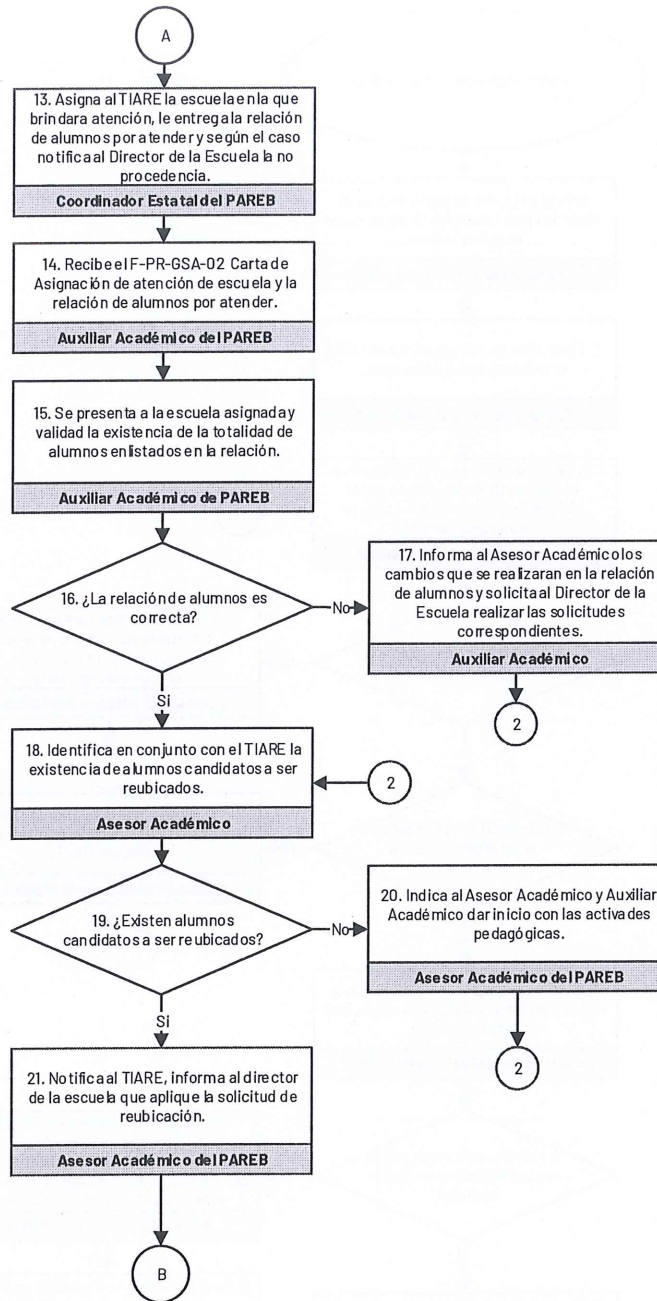 A
13. Asigna al TIARE la escuela en la que
brindara atención, le entrega la relación
de alumnos por atender y según el caso
notifica al Director de la Escuela la no
procedencia.
Coordinador Estatal del PAREB
14. Recibe el F-PR-GSA-02 Carta de
Asignación de atención de escuela y la
relación de alumnos por atender.
Auxiliar Académico del PAREB
15. Se presenta a la escuela asignada y
validad la existencia de la totalidad de
alumnos enlistados en la relación.
Auxiliar Académico de PAREB
16. ¿La relación de alumnos es
correcta?
No
17. Informa al Asesor Académico los
cambios que se realizaran en la relación
de alumnos y solicita al Director de la
Escuela realizar las solicitudes
correspondientes.
Auxiliar Académico
2
Si
18. Identifica en conjunto con el TIARE la
existencia de alumnos candidatos a ser
reubicados.
Asesor Académico
2
19. ¿Existen alumnos
candidatos a ser reubicados?
No
20. Indica al Asesor Académico y Auxiliar
Académico dar inicio con las activades
pedagógicas.
Asesor Académico del PAREB
2
Si
21. Notifica al TIARE, informa al director
de la escuela que aplique la solicitud de
reubicación.
Asesor Académico del PAREB
B